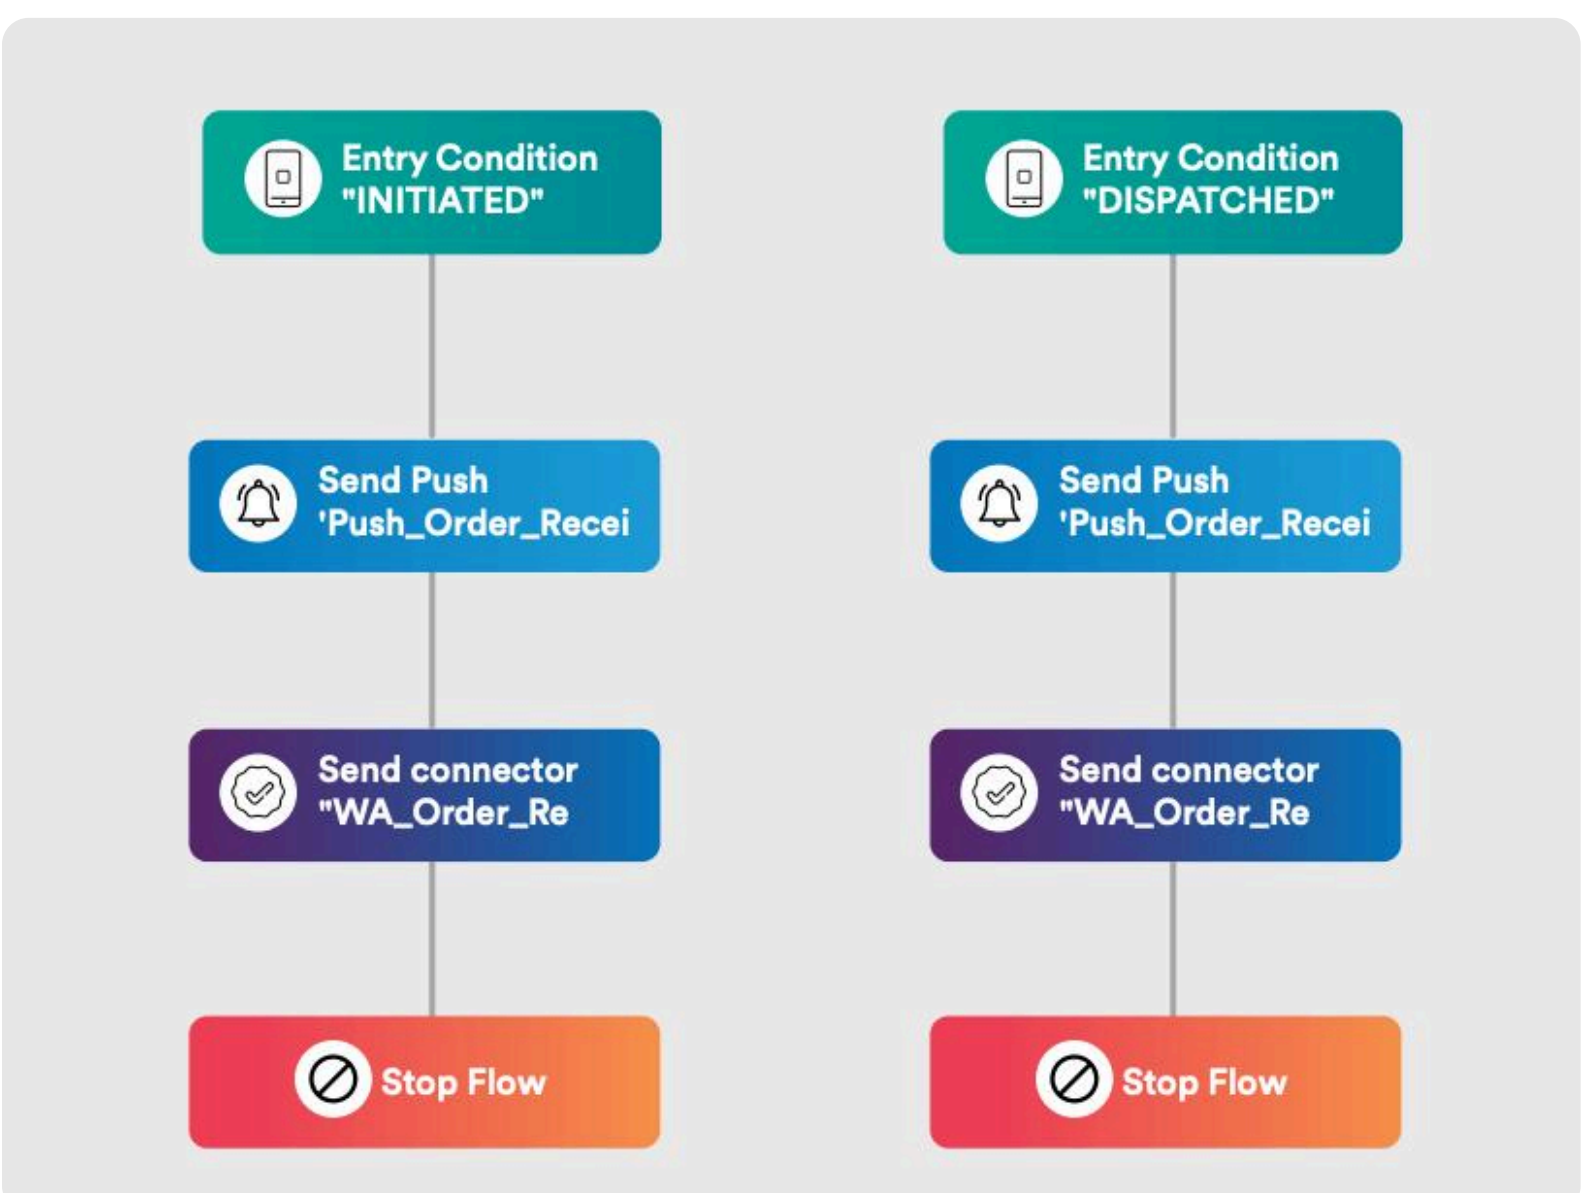 Entry Condition
"INITIATED"
Send Push
'Push_Order_Recei
Send connector
"WA_Order_Re
Stop Flow
Entry Condition
"DISPATCHED"
Send Push
'Push_Order_Recei
Send connector
"WA_Order_Re
Stop Flow